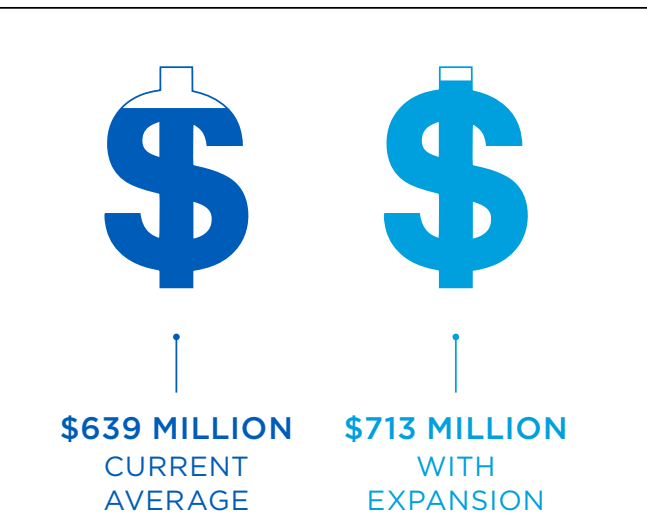 $ $
$639 MILLION
CURRENT
AVERAGE
$713 MILLION
WITH
EXPANSION